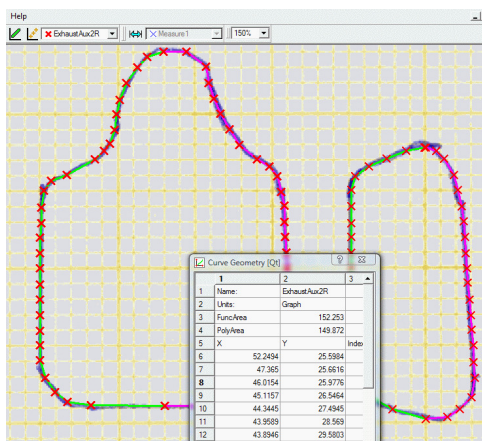 Help
ExhaustAux2R Measure1 150%
Curve Geometry [Qt]
1 2 3
1 Name: ExhaustAux2R
2 Units: Graph
3 FuncArea 152.253
4 PolyArea 149.872
5 X Y Index
6 52.2494 25.5984
7 47.365 25.6616
8 46.0154 25.9776
9 45.1157 26.5464
10 44.3445 27.4945
11 43.9589 28.569
12 43.8946 29.5803